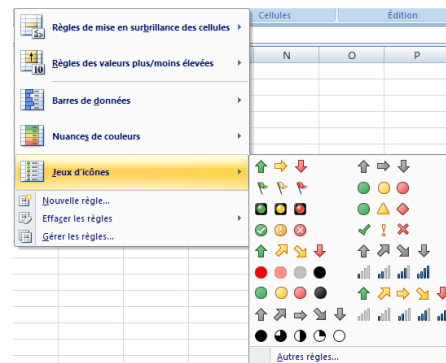 Cellules
Édition
N
O
P
Règles de mise en surbrillance des cellules
Règles des valeurs plus/moins élevées
10
Barres de données
Nuances de couleurs
Jeux d'icônes
Nouvelle règle...
Effacer les règles
Gérer les règles...
Autres règles...